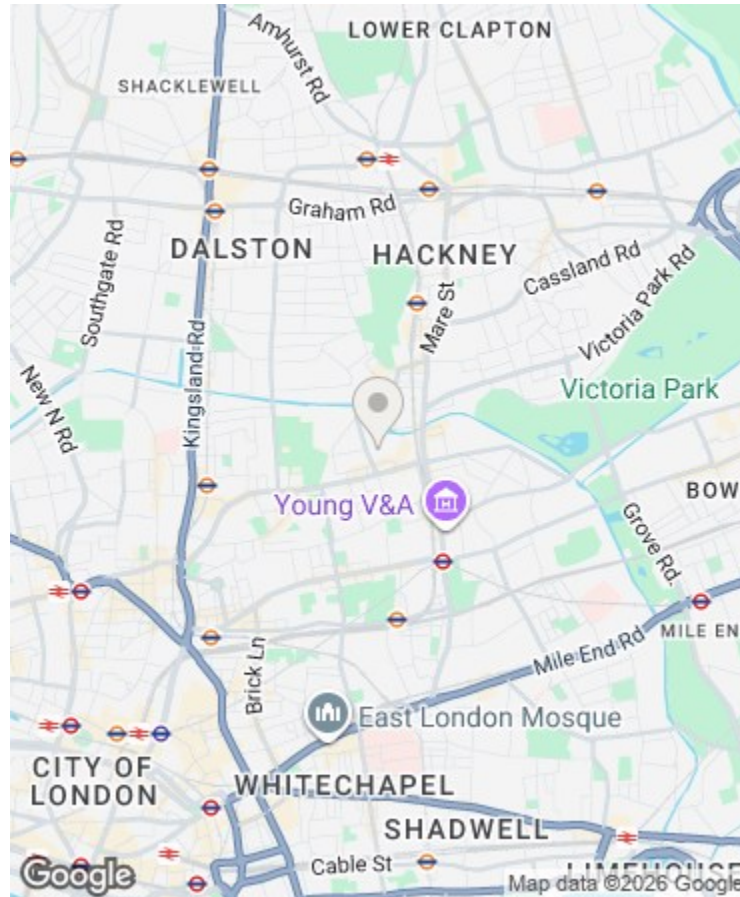 LOWER CLAPTON
Amhurst Rd
SHACKLEWELL
Graham Rd
DALSTON
HACKNEY
Southgate Rd
Cassland Rd
Mare St
Victoria Park Rd
Kingsland Rd
New N Rd
Victoria Park
Young V&A
BOW
Grove Rd
MILE EN
Mile End Rd
Brick Ln
East London Mosque
CITY OF
LONDON
WHITECHAPEL
SHADWELL
Cable St
LIMEHOUSE
Google
Map data ©2026 Google